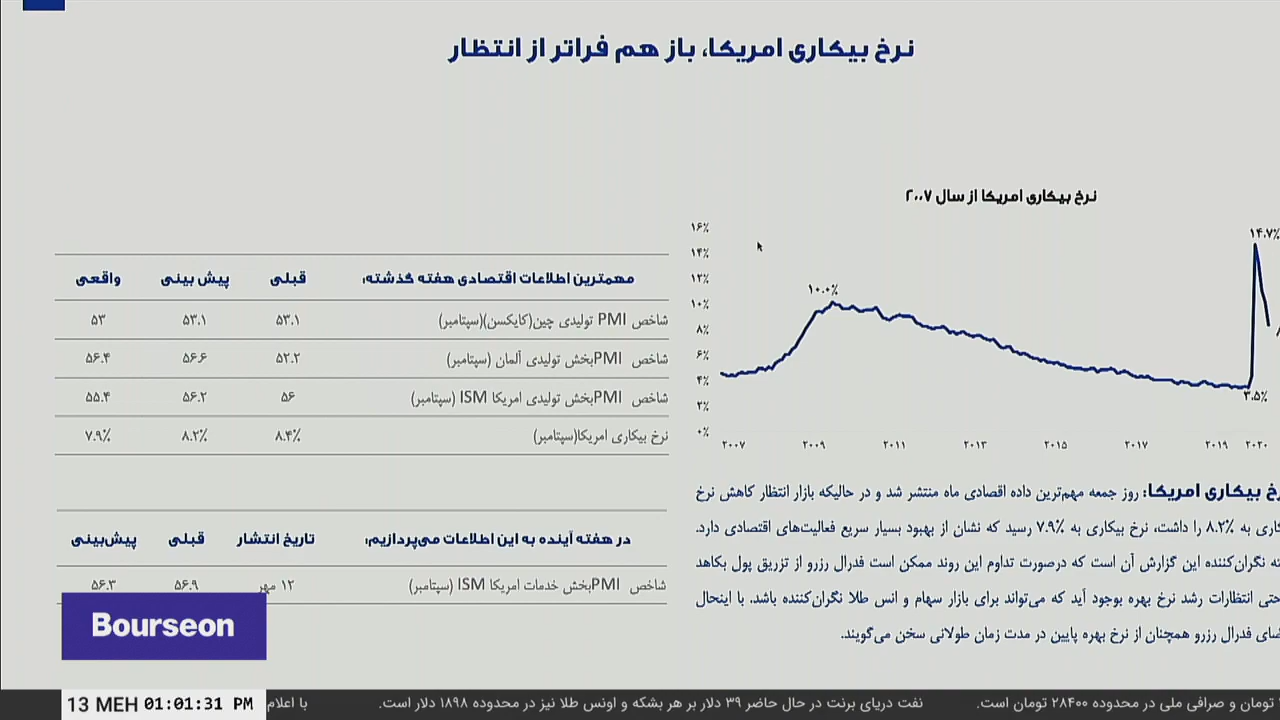 نرخ بیکاری امریکا، باز هم فراتر از انتظار
نرخ بیکاری امریکا از سال ۲۰۰۷
۱۶%
۱۴%
۱۲%
۱۰%
۸%
۶%
۴%
۲%
۰%
۱۰.۰%
۱۴.۷%
۳.۵%
۲۰۰۷ ۲۰۰۹ ۲۰۱۱ ۲۰۱۳ ۲۰۱۵ ۲۰۱۷ ۲۰۱۹ ۲۰۲۰
خ بیکاری امریکا: روز جمعه مهم‌ترین داده اقصادی ماه منتشر شد و در حالیکه بازار انتظار کاهش نرخ
کاری به ۸.۲% را داشت، نرخ بیکاری به ۷.۹% رسید که نشان از بهبود بسیار سریع فعالیت‌های اقتصادی دارد.
ته نگران‌کننده این گزارش آن است که درصورت تداوم این روند ممکن است فدرال رزرو از تزریق پول بکاهد
حتی انتظارات رشد نرخ بهره بوجود آید که می‌تواند برای بازار سهام و انس طلا نگران‌کننده باشد. با اینحال
ضای فدرال رزرو همچنان از نرخ بهره پایین در مدت زمان طولانی سخن می‌گویند.
مهمترین اطلاعات اقتصادی هفته گذشته: قبلی پیش بینی واقعی
شاخص PMI تولیدی چین(کایکسن)(سپتامبر) ۵۳.۱ ۵۳.۱ ۵۳
شاخص PMIبخش تولیدی آلمان (سپتامبر) ۵۲.۲ ۵۶.۶ ۵۶.۴
شاخص PMIبخش تولیدی امریکا ISM (سپتامبر) ۵۶ ۵۶.۲ ۵۵.۴
نرخ بیکاری امریکا(سپتامبر) ۸.۴% ۸.۲% ۷.۹%
در هفته آینده به این اطلاعات می‌پردازیم: تاریخ انتشار قبلی پیش‌بینی
شاخص PMIبخش خدمات امریکا ISM (سپتامبر) ۱۲ مهر ۵۶.۹ ۵۶.۳
Bourseon
13 MEH 01:01:31 PM
تومان و صرافی ملی در محدوده ۲۸۴۰۰ تومان است. نفت دریای برنت در حال حاضر ۳۹ دلار بر هر بشکه و اونس طلا نیز در محدوده ۱۸۹۸ دلار است. با اعلام